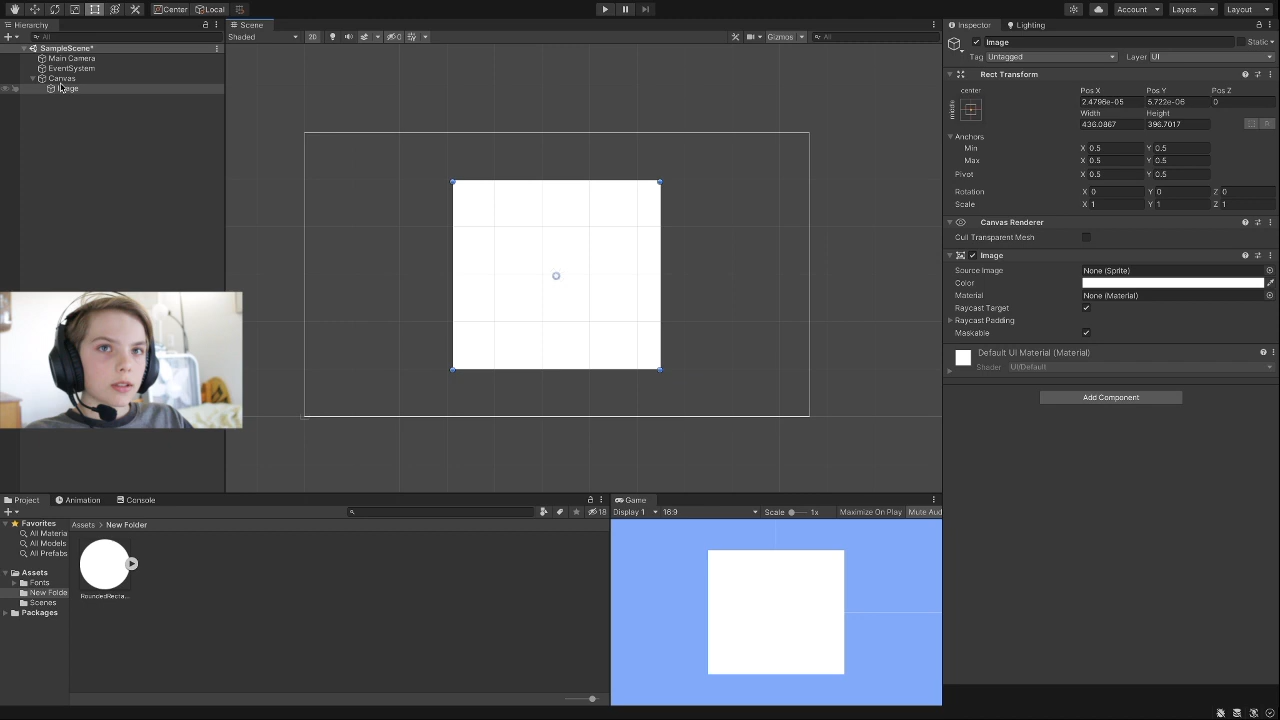 Center Local Account Layers Layout
Hierarchy Scene Inspector Lighting
All Shaded 2D Gizmos All Image Static
SampleScene* Tag Untagged Layer UI
Main Camera
EventSystem Rect Transform
Canvas center Pos X Pos Y Pos Z
middle 2.4796e-05 5.722e-06 0
Width Height
436.0867 396.7017
Anchors
Min X 0.5 Y 0.5
Max X 0.5 Y 0.5
Pivot X 0.5 Y 0.5
Rotation X 0 Y 0 Z 0
Scale X 1 Y 1 Z 1
Canvas Renderer
Cull Transparent Mesh
Image
Source Image None (Sprite)
Color
Material None (Material)
Raycast Target
Raycast Padding
Maskable
Default UI Material (Material)
Shader UI/Default
Add Component
Project Animation Console Game
18 Display 1 16:9 Scale 1x Maximize On Play Mute Aud
Favorites Assets New Folder
All Materia
All Models
All Prefabs
Assets
Fonts
New Folde RoundedRecta...
Scenes
Packages